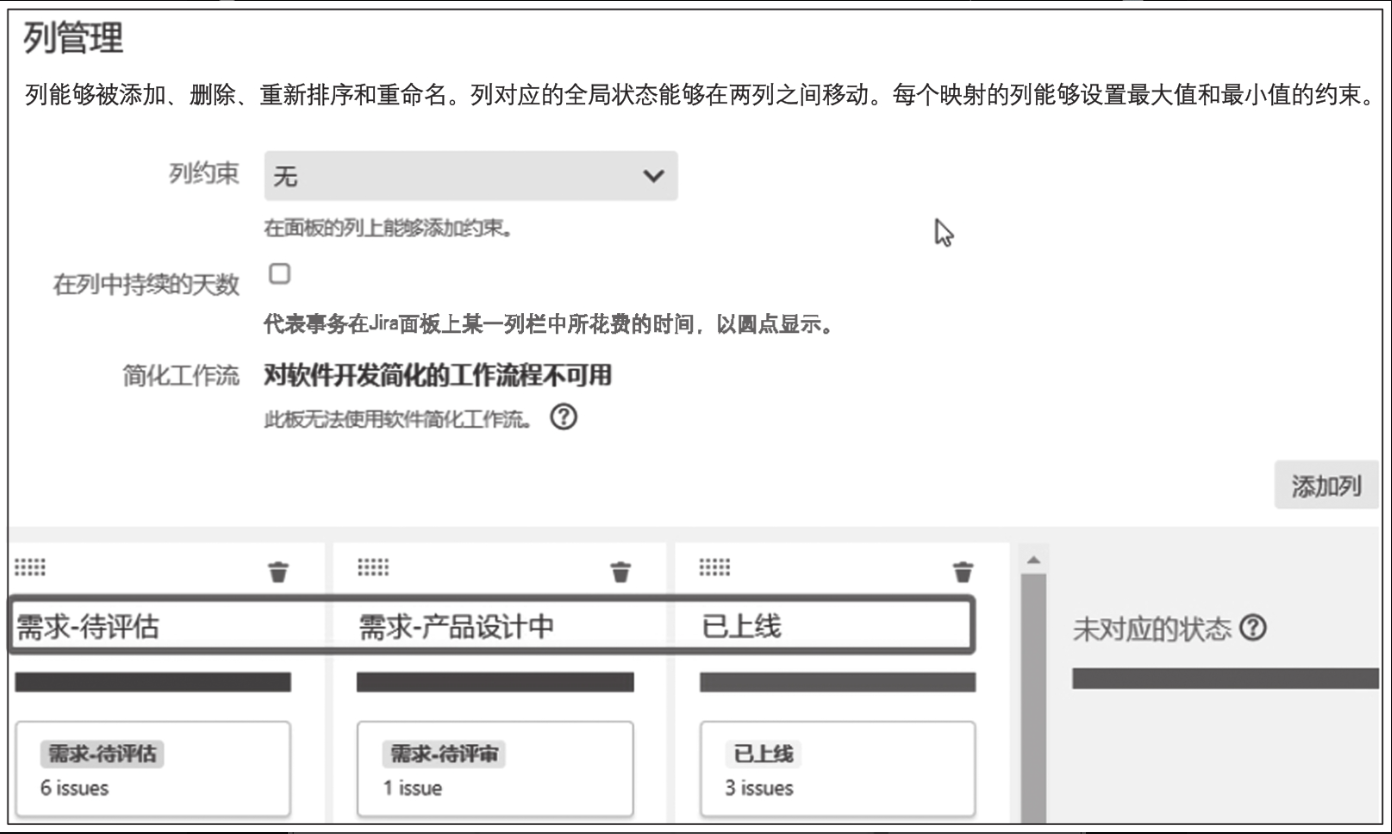 列管理
列能够被添加、删除、重新排序和重命名。列对应的全局状态能够在两列之间移动。每个映射的列能够设置最大值和最小值的约束。
列约束 无
在面板的列上能够添加约束。
在列中持续的天数
代表事务在Jira面板上某一列栏中所花费的时间，以圆点显示。
简化工作流 对软件开发简化的工作流程不可用
此板无法使用软件简化工作流。 ?
添加列
需求-待评估 需求-产品设计中 已上线 未对应的状态 ?
需求-待评估 需求-待评审 已上线
6 issues 1 issue 3 issues